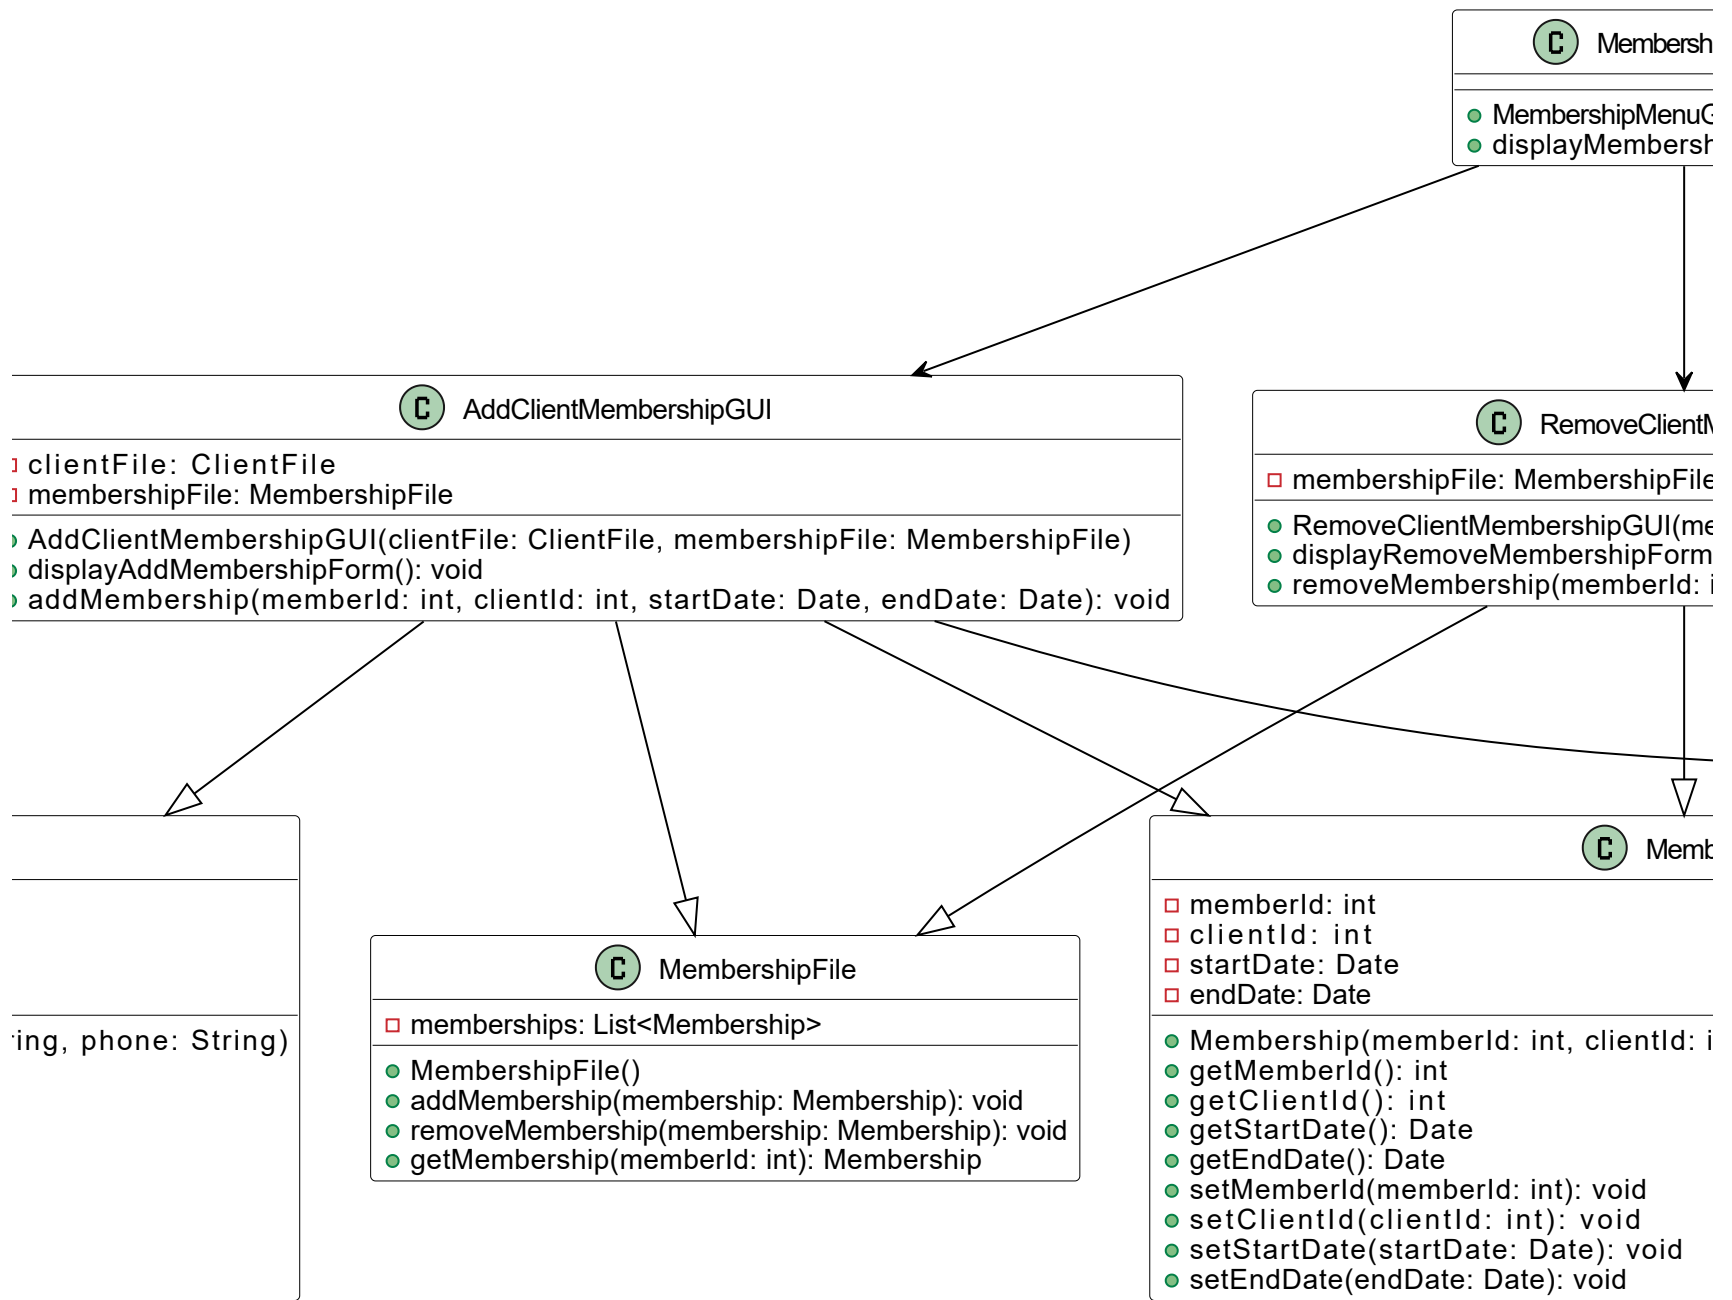 C Membersh
MembershipMenuG
displayMembersh
C AddClientMembershipGUI
clientFile: ClientFile
membershipFile: MembershipFile
AddClientMembershipGUI(clientFile: ClientFile, membershipFile: MembershipFile)
displayAddMembershipForm(): void
addMembership(memberId: int, clientId: int, startDate: Date, endDate: Date): void
C RemoveClientM
membershipFile: MembershipFile
RemoveClientMembershipGUI(me
displayRemoveMembershipForm
removeMembership(memberId: i
ring, phone: String)
C MembershipFile
memberships: List<Membership>
MembershipFile()
addMembership(membership: Membership): void
removeMembership(membership: Membership): void
getMembership(memberId: int): Membership
C Memb
memberId: int
clientId: int
startDate: Date
endDate: Date
Membership(memberId: int, clientId: i
getMemberId(): int
getClientId(): int
getStartDate(): Date
getEndDate(): Date
setMemberId(memberId: int): void
setClientId(clientId: int): void
setStartDate(startDate: Date): void
setEndDate(endDate: Date): void